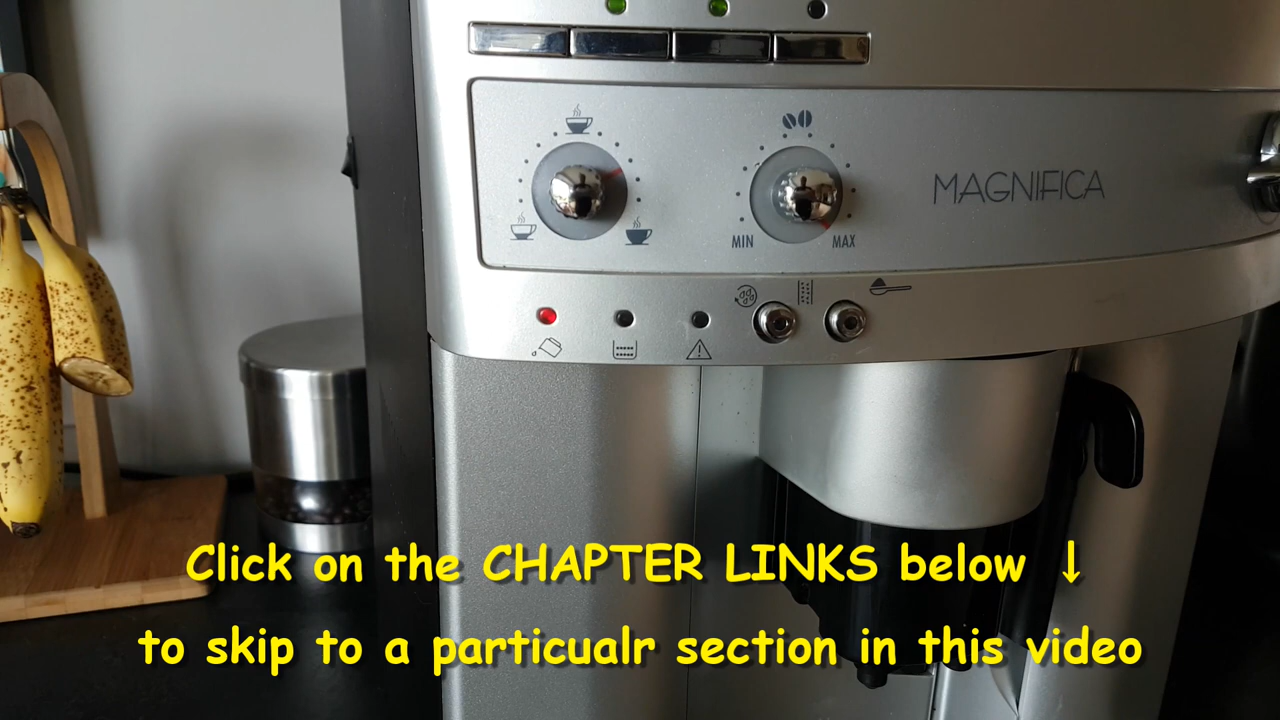 MAGNIFICA
MIN MAX
Click on the CHAPTER LINKS below ↓
to skip to a particualr section in this video